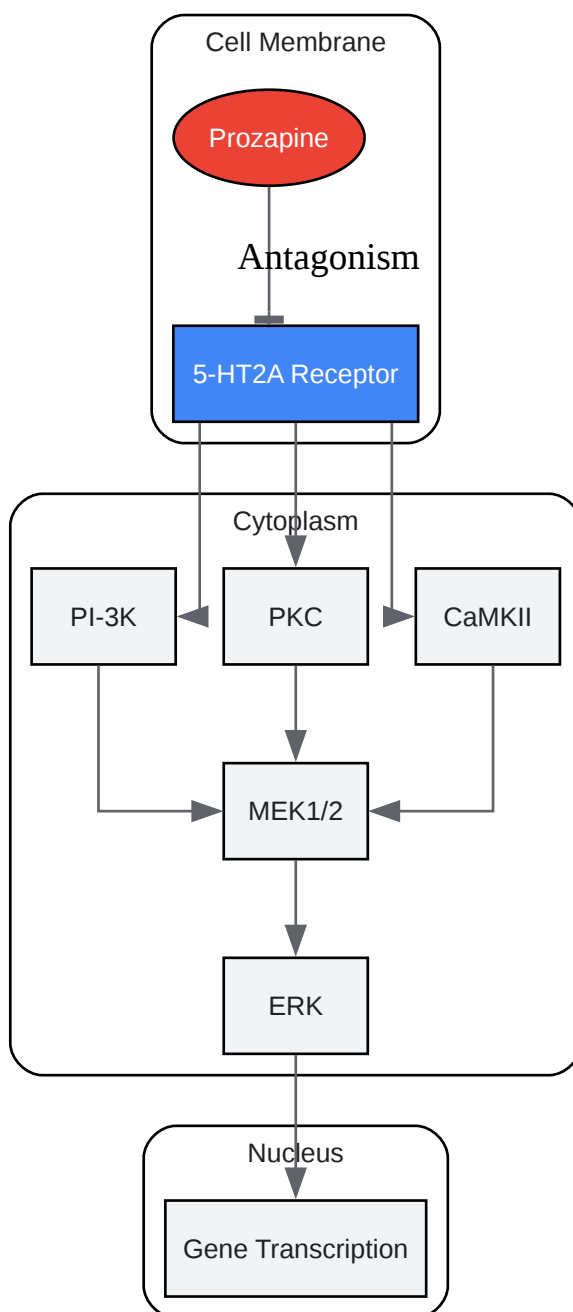 Cell Membrane
Prozapine
Antagonism
5-HT2A Receptor
Cytoplasm
PI-3K
PKC
CaMKII
MEK1/2
ERK
Nucleus
Gene Transcription